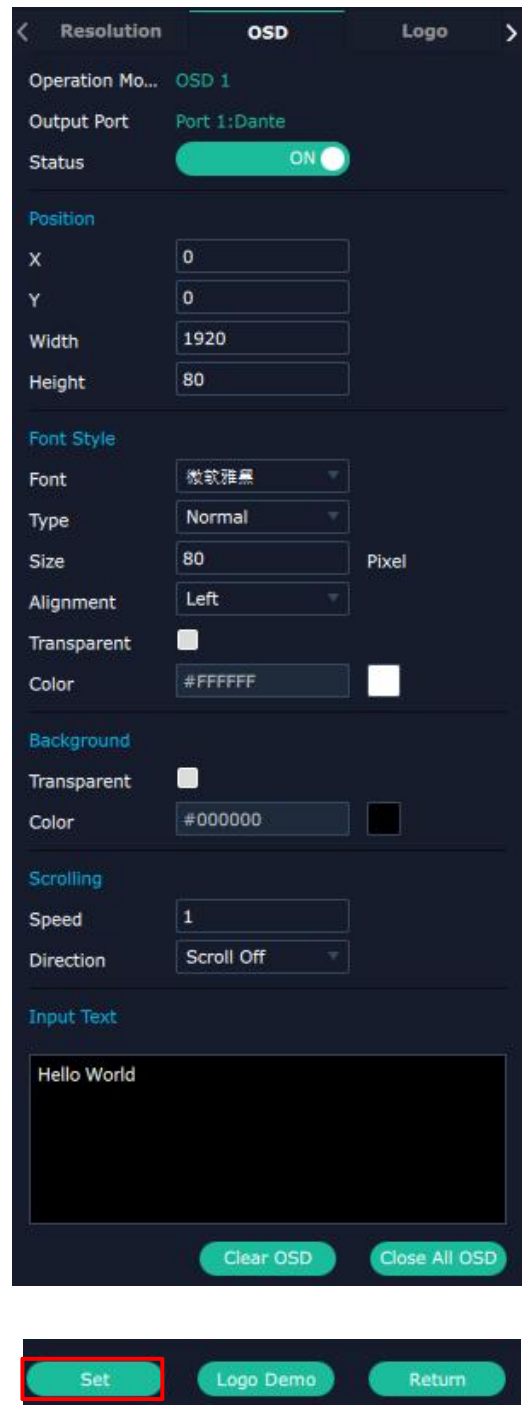 Resolution OSD Logo
Operation Mo... OSD 1
Output Port Port 1:Dante
Status ON
Position
X 0
Y 0
Width 1920
Height 80
Font Style
Font 微软雅黑
Type Normal
Size 80 Pixel
Alignment Left
Transparent
Color #FFFFFF
Background
Transparent
Color #000000
Scrolling
Speed 1
Direction Scroll Off
Input Text
Hello World
Clear OSD Close All OSD
Set Logo Demo Return